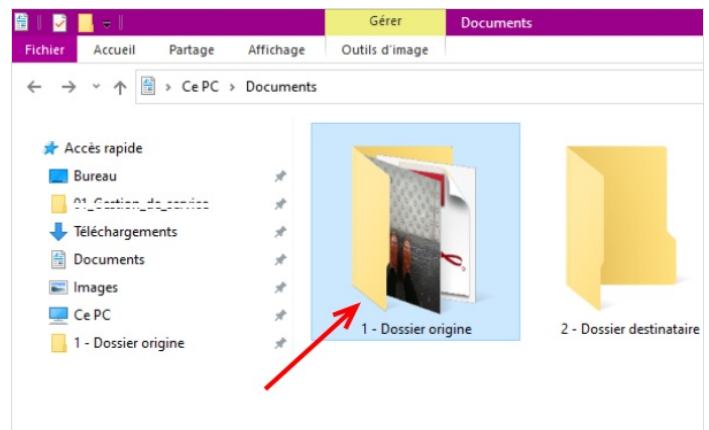 Gérer
Documents
Fichier
Accueil
Partage
Affichage
Outils d'image
Ce PC
Documents
Accès rapide
Bureau
01_Gestion_de_service
Téléchargements
Documents
Images
Ce PC
1 - Dossier origine
1 - Dossier origine
2 - Dossier destinataire